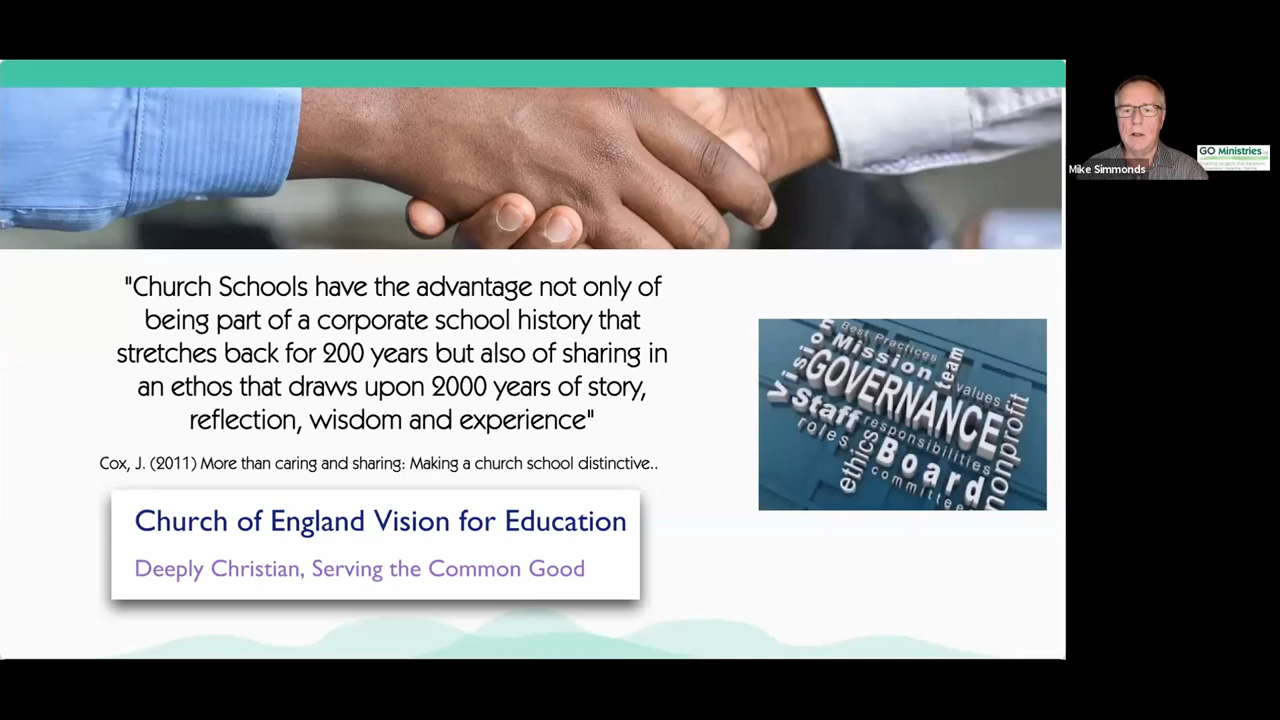 "Church Schools have the advantage not only of
being part of a corporate school history that
stretches back for 200 years but also of sharing in
an ethos that draws upon 2000 years of story,
reflection, wisdom and experience"
Cox, J. (2011) More than caring and sharing: Making a church school distinctive..
Church of England Vision for Education
Deeply Christian, Serving the Common Good
Vision
Best Practices
Mission
team
GOVERNANCE
values
Staff
roles
responsibilities
ethics
Board
committee
nonprofit
Mike Simmonds
GO Ministries